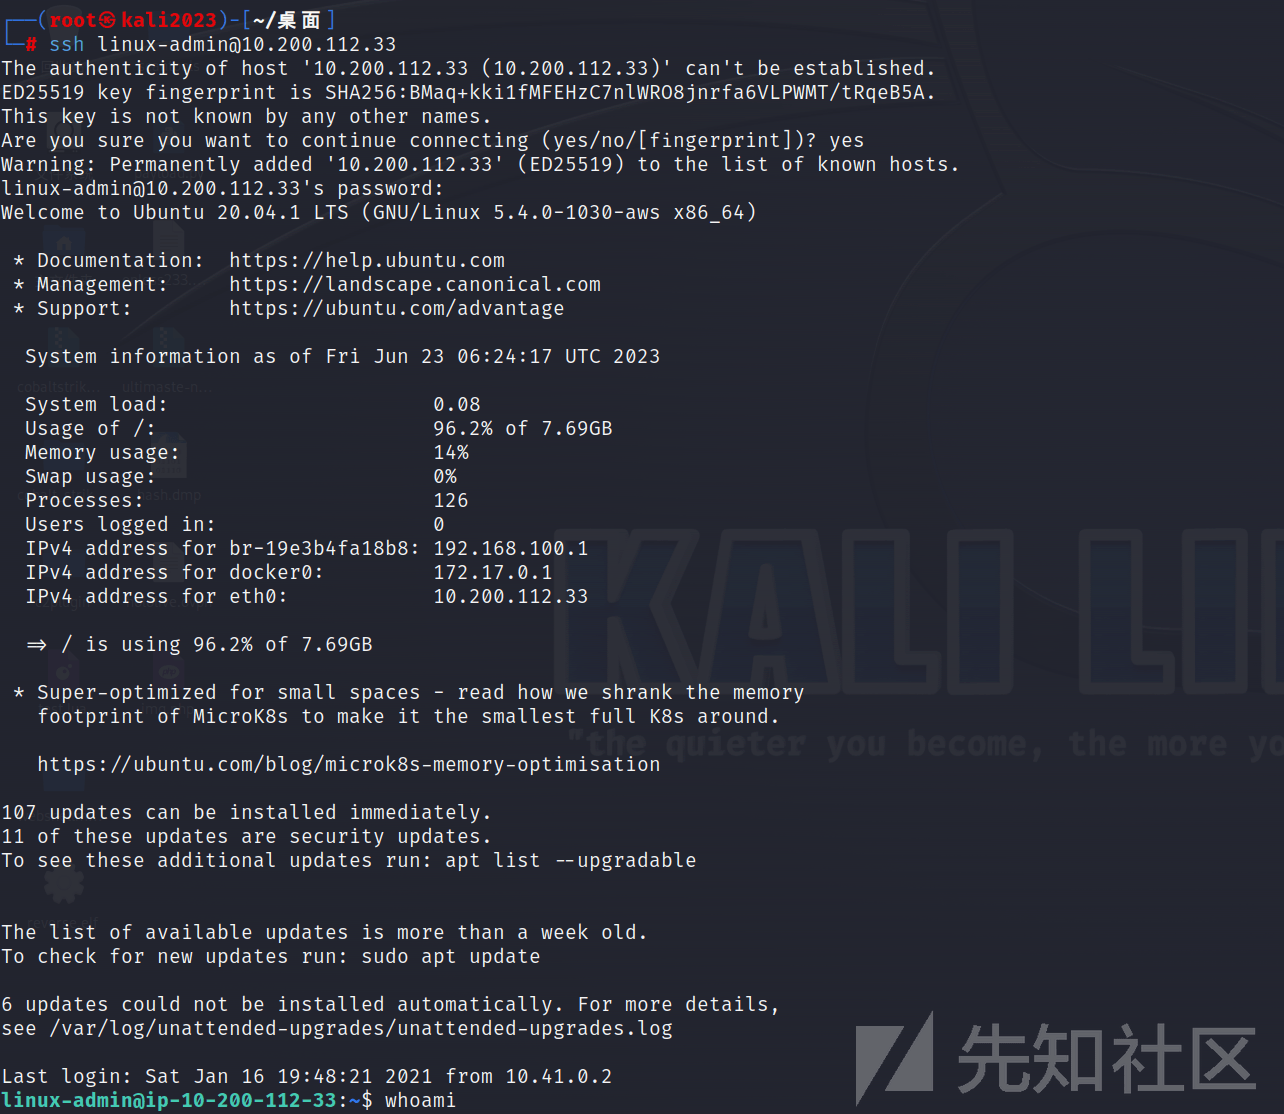 ┌──(root㉿kali2023)-[~/桌面]
└─# ssh linux-admin@10.200.112.33
The authenticity of host '10.200.112.33 (10.200.112.33)' can't be established.
ED25519 key fingerprint is SHA256:BMaq+kki1fMFEHzC7nlWRO8jnrfa6VLPWMT/tRqeB5A.
This key is not known by any other names.
Are you sure you want to continue connecting (yes/no/[fingerprint])? yes
Warning: Permanently added '10.200.112.33' (ED25519) to the list of known hosts.
linux-admin@10.200.112.33's password:
Welcome to Ubuntu 20.04.1 LTS (GNU/Linux 5.4.0-1030-aws x86_64)
* Documentation:  https://help.ubuntu.com
* Management:     https://landscape.canonical.com
* Support:        https://ubuntu.com/advantage
System information as of Fri Jun 23 06:24:17 UTC 2023
System load:                      0.08
Usage of /:                       96.2% of 7.69GB
Memory usage:                     14%
Swap usage:                       0%
Processes:                        126
Users logged in:                  0
IPv4 address for br-19e3b4fa18b8: 192.168.100.1
IPv4 address for docker0:         172.17.0.1
IPv4 address for eth0:            10.200.112.33
=> / is using 96.2% of 7.69GB
* Super-optimized for small spaces - read how we shrank the memory
footprint of MicroK8s to make it the smallest full K8s around.
https://ubuntu.com/blog/microk8s-memory-optimisation
107 updates can be installed immediately.
11 of these updates are security updates.
To see these additional updates run: apt list --upgradable
The list of available updates is more than a week old.
To check for new updates run: sudo apt update
6 updates could not be installed automatically. For more details,
see /var/log/unattended-upgrades/unattended-upgrades.log
Last login: Sat Jan 16 19:48:21 2021 from 10.41.0.2
linux-admin@ip-10-200-112-33:~$ whoami
KALI LI
"the quieter you become, the more yo
先知社区